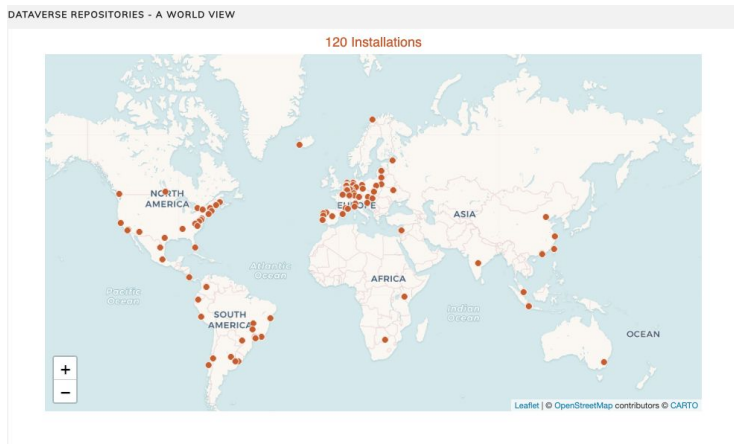 DATAVERSE REPOSITORIES - A WORLD VIEW
120 Installations
NORTH
AMERICA
EUROPE
ASIA
Atlantic
Ocean
AFRICA
Pacific
Ocean
Indian
Ocean
SOUTH
AMERICA
OCEAN
+
−
Leaflet | © OpenStreetMap contributors © CARTO